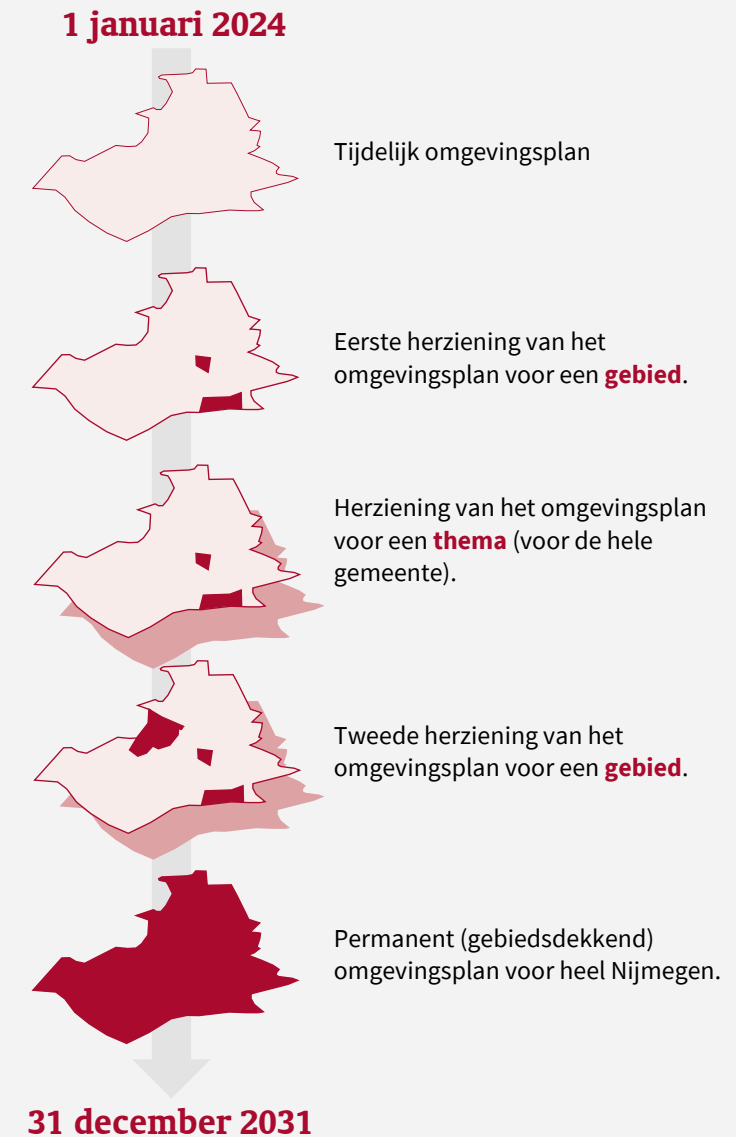 1 januari 2024
Tijdelijk omgevingsplan
Eerste herziening van het
omgevingsplan voor een gebied.
Herziening van het omgevingsplan
voor een thema (voor de hele
gemeente).
Tweede herziening van het
omgevingsplan voor een gebied.
Permanent (gebiedsdekkend)
omgevingsplan voor heel Nijmegen.
31 december 2031